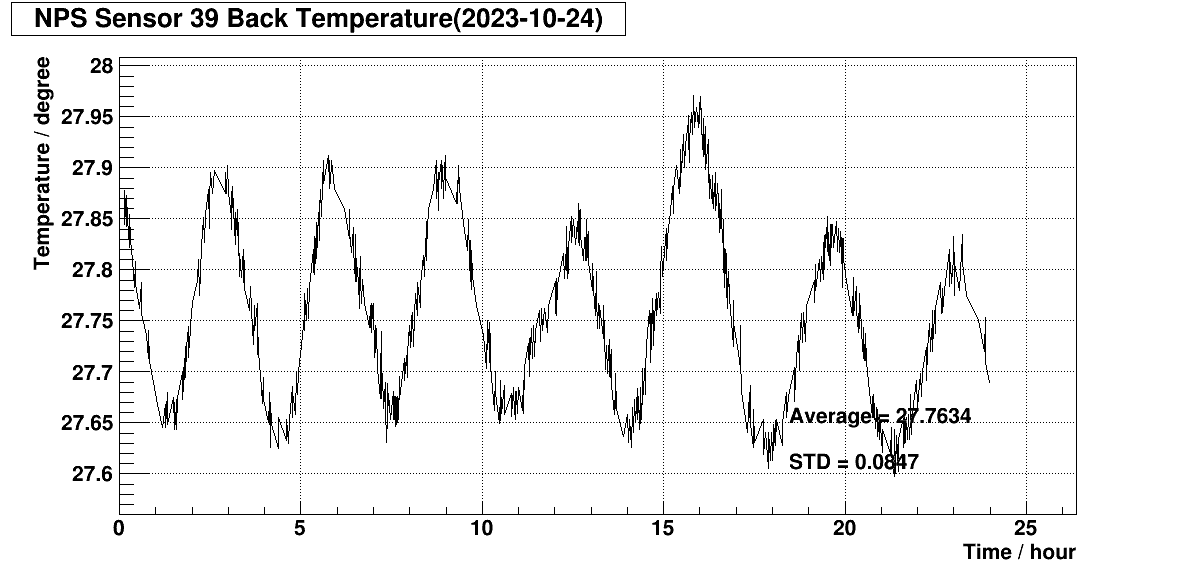 NPS Sensor 39 Back Temperature(2023-10-24)
Temperature / degree
28
27.95
27.9
27.85
27.8
27.75
27.7
27.65
27.6
Average = 27.7634
STD = 0.0847
0 5 10 15 20 25
Time / hour